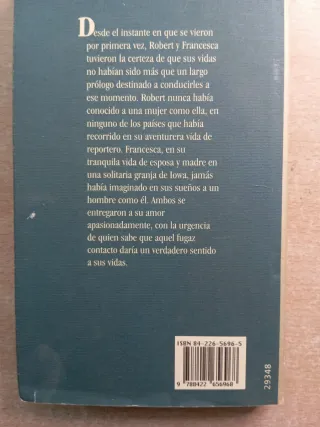 Desde el instante en que se vieron
por primera vez, Robert y Francesca
tuvieron la certeza de que sus vidas
no habían sido más que un largo
prólogo destinado a conducirles a
ese momento. Robert nunca había
conocido a una mujer como ella, en
ninguno de los países que había
recorrido en su aventurera vida de
reportero. Francesca, en su
tranquila vida de esposa y madre en
una solitaria granja de Iowa, jamás
había imaginado en sus sueños a un
hombre como él. Ambos se
entregaron a su amor
apasionadamente, con la urgencia
de quien sabe que aquel fugaz
contacto daría un verdadero sentido
a sus vidas.
ISBN 84-226-5696-5
9 788422 656968
29348